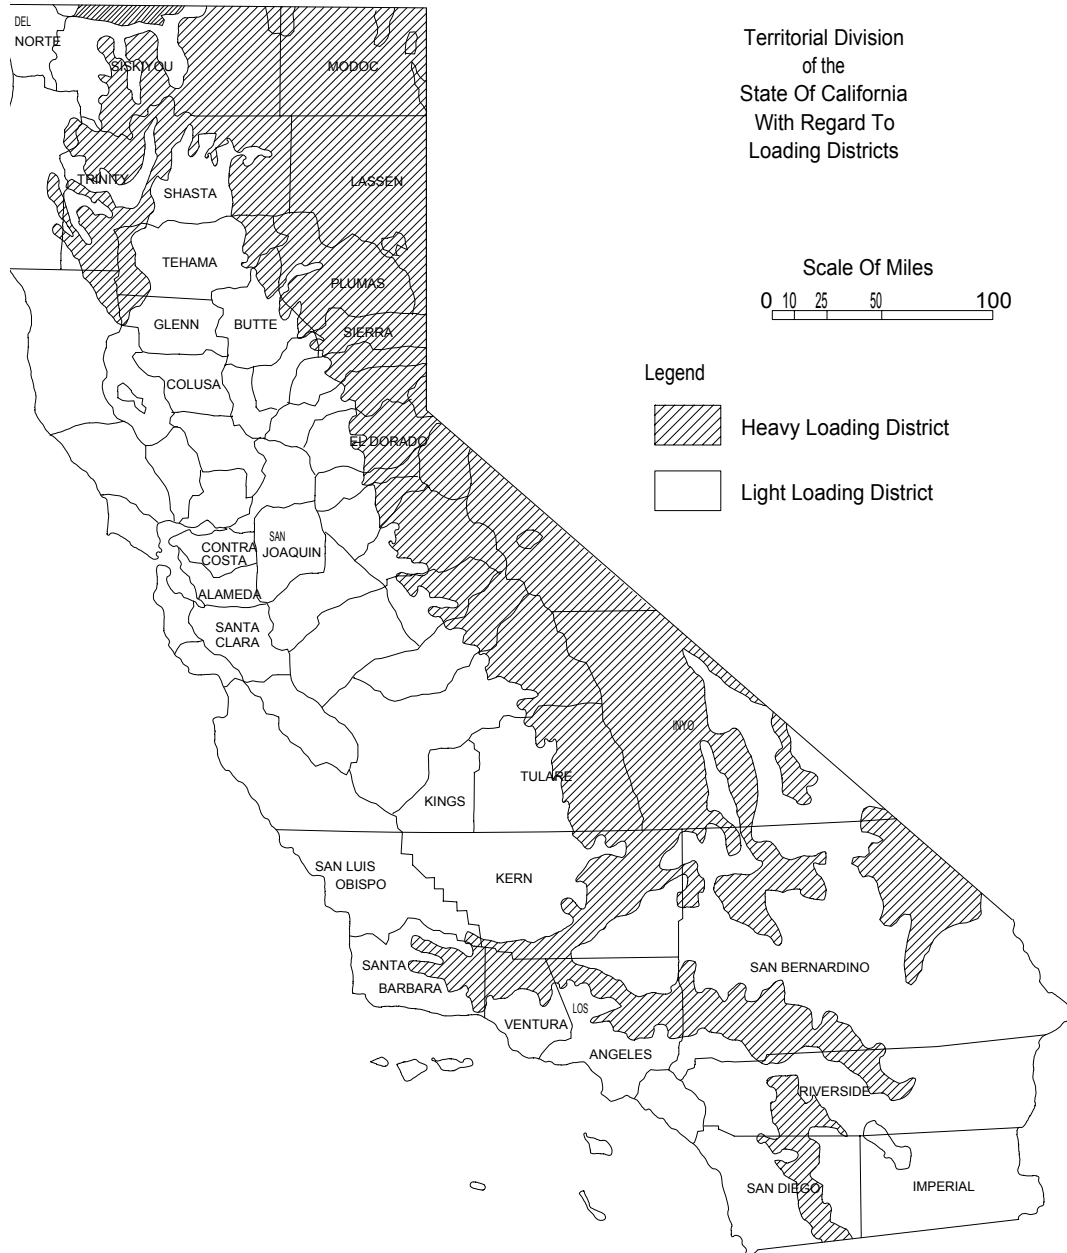 Territorial Division
of the
State Of California
With Regard To
Loading Districts
Scale Of Miles
0 10 25 50 100
Legend
Heavy Loading District
Light Loading District
DEL
NORTE
SISKIYOU
MODOC
TRINITY
SHASTA
LASSEN
TEHAMA
PLUMAS
GLENN
BUTTE
SIERRA
COLUSA
EL DORADO
SAN
JOAQUIN
CONTRA
COSTA
ALAMEDA
SANTA
CLARA
INYO
TULARE
KINGS
SAN LUIS
OBISPO
KERN
SANTA
BARBARA
SAN BERNARDINO
VENTURA
LOS
ANGELES
RIVERSIDE
SAN DIEGO
IMPERIAL